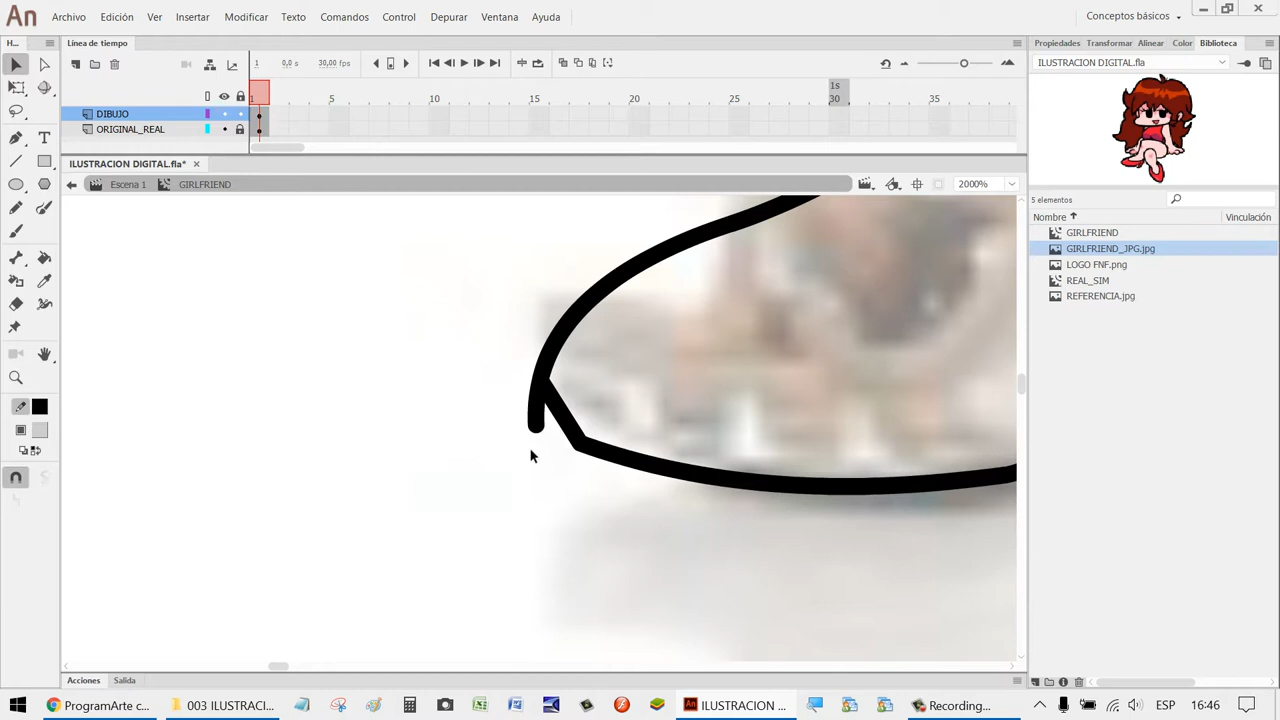 An Archivo Edición Ver Insertar Modificar Texto Comandos Control Depurar Ventana Ayuda Conceptos básicos
H... Línea de tiempo Propiedades Transformar Alinear Color Biblioteca
1 0,0 s 30,00 fps ILUSTRACION DIGITAL.fla
1s
1 5 10 15 20 25 30 35
DIBUJO
ORIGINAL_REAL
ILUSTRACION DIGITAL.fla*
Escena 1 GIRLFRIEND 2000%
5 elementos
Nombre Vinculación
GIRLFRIEND
GIRLFRIEND_JPG.jpg
LOGO FNF.png
REAL_SIM
REFERENCIA.jpg
Acciones Salida
ProgramArte c... 003 ILUSTRACI... ILUSTRACION ... Recording... ESP 16:46